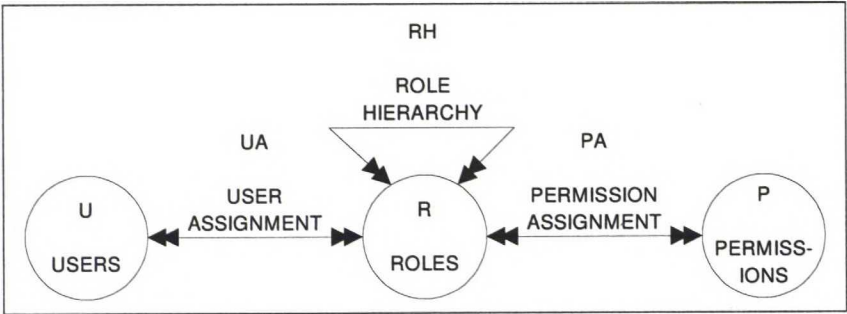 RH
ROLE
HIERARCHY
UA
PA
U
USERS
USER
ASSIGNMENT
R
ROLES
PERMISSION
ASSIGNMENT
P
PERMISS-
IONS